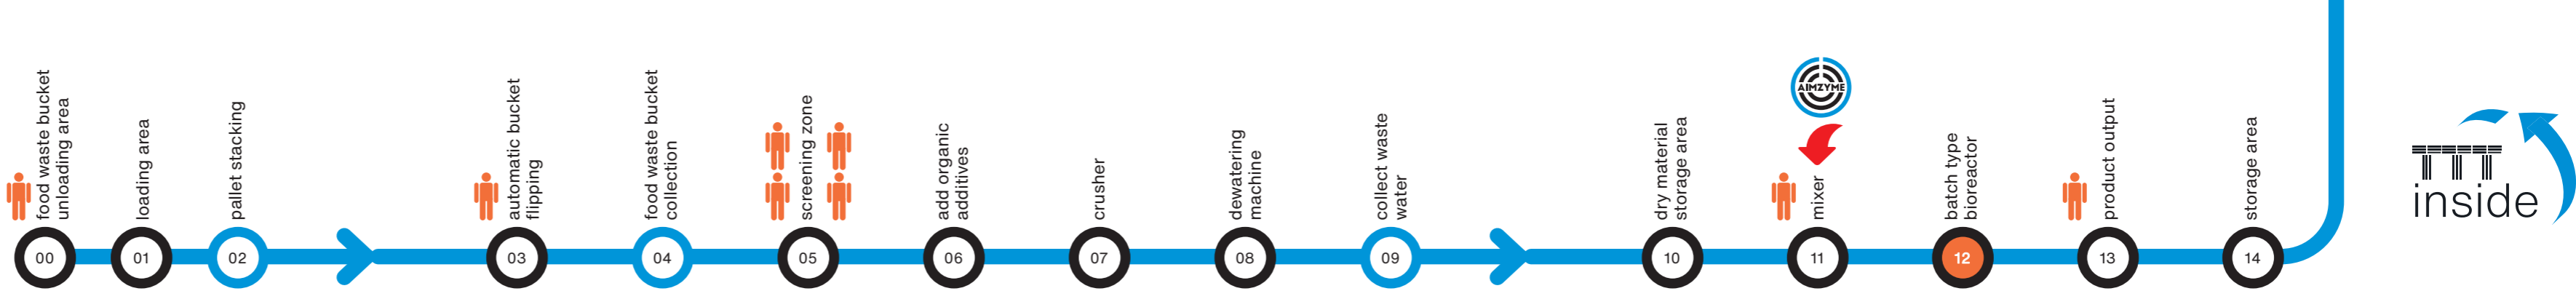 food waste bucket
unloading area
loading area
pallet stacking
automatic bucket
flipping
food waste bucket
collection
screening zone
add organic
additives
crusher
dewatering
machine
collect waste
water
dry material
storage area
AIMZYME
mixer
batch type
bioreactor
product output
storage area
00
01
02
03
04
05
06
07
08
09
10
11
12
13
14
TTT
inside